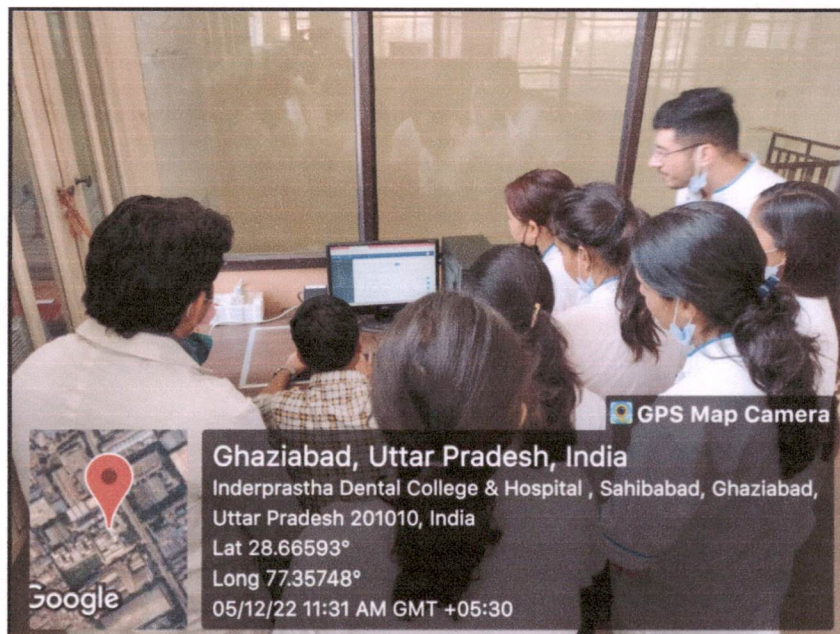 GPS Map Camera
Ghaziabad, Uttar Pradesh, India
Inderprastha Dental College & Hospital , Sahibabad, Ghaziabad,
Uttar Pradesh 201010, India
Lat 28.66593°
Long 77.35748°
05/12/22 11:31 AM GMT +05:30
Google